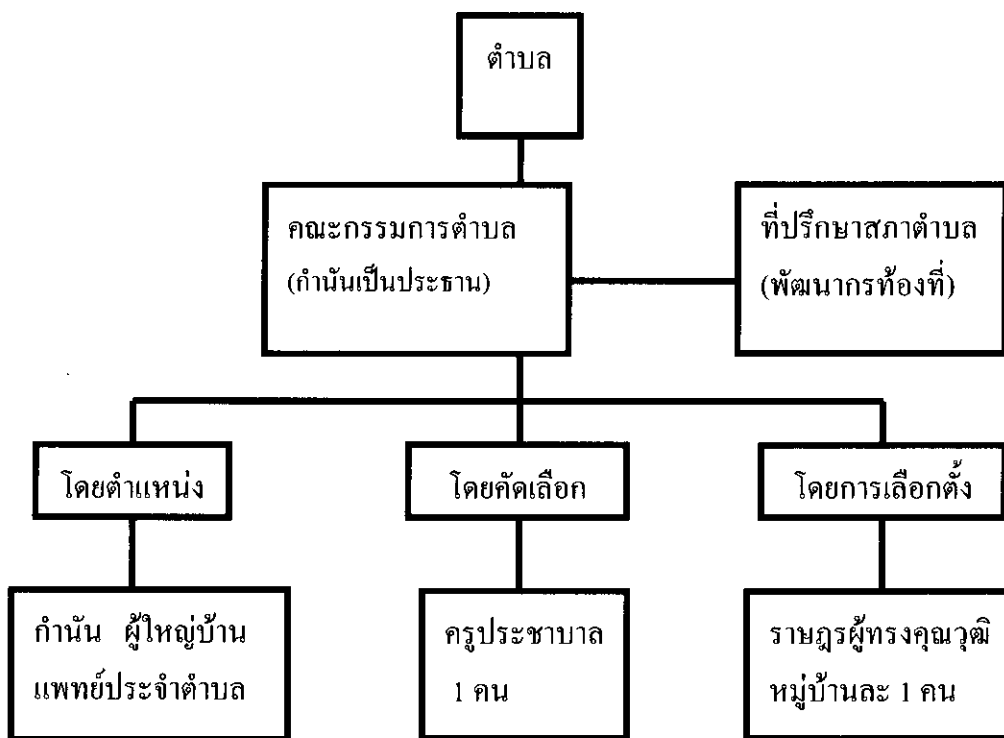 ตำบล
คณะกรรมการตำบล
(กำนันเป็นประธาน)
ที่ปรึกษาสภาตำบล
(พัฒนากรท้องที่)
โดยตำแหน่ง
โดยคัดเลือก
โดยการเลือกตั้ง
กำนัน ผู้ใหญ่บ้าน
แพทย์ประจำตำบล
ครูประชาบาล
1 คน
ราษฎรผู้ทรงคุณวุฒิ
หมู่บ้านละ 1 คน